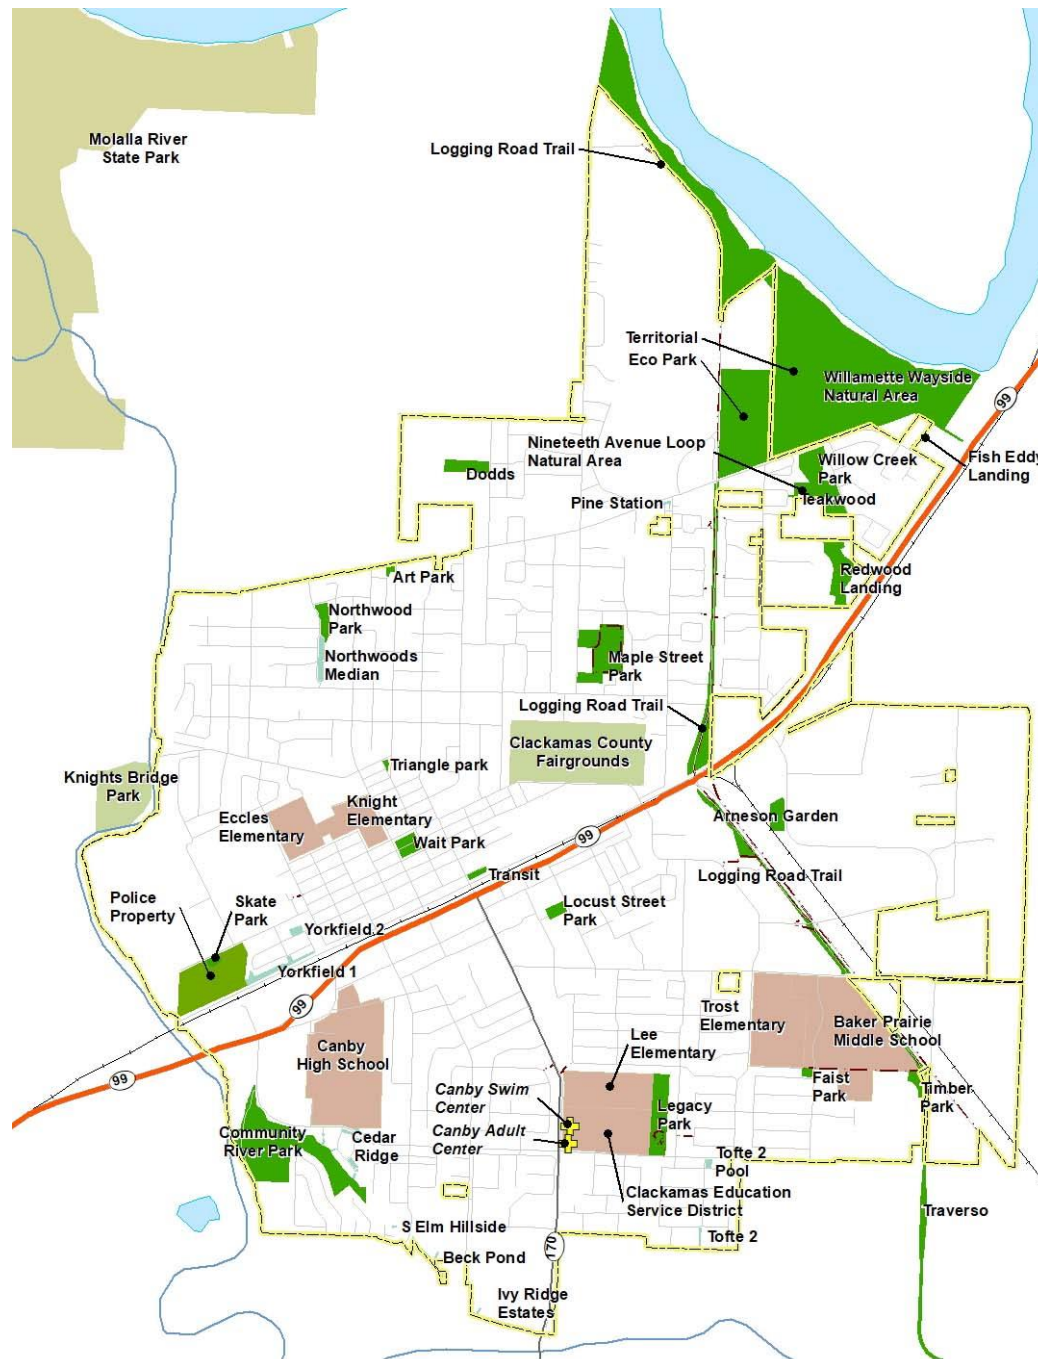 Molalla River
State Park
Logging Road Trail
Territorial
Eco Park
Willamette Wayside
Natural Area
99
Nineteeth Avenue Loop
Natural Area
Willow Creek
Park
Fish Eddy
Landing
Dodds
Teakwood
Pine Station
Art Park
Redwood
Landing
Northwood
Park
Northwoods
Median
Maple Street
Park
Logging Road Trail
Clackamas County
Fairgrounds
Triangle park
Knights Bridge
Park
Knight
Elementary
Eccles
Elementary
Arneson Garden
99
Wait Park
Transit
Logging Road Trail
Police
Property
Skate
Park
Locust Street
Park
Yorkfield 2
Yorkfield 1
99
Trost
Elementary
Baker Prairie
Middle School
Lee
Elementary
Canby
High School
99
Canby Swim
Center
Faist
Park
Timber
Park
Legacy
Park
Community
River Park
Cedar
Ridge
Canby Adult
Center
Tofte 2
Pool
Clackamas Education
Service District
Traverso
S Elm Hillside
Tofte 2
Beck Pond
170
Ivy Ridge
Estates